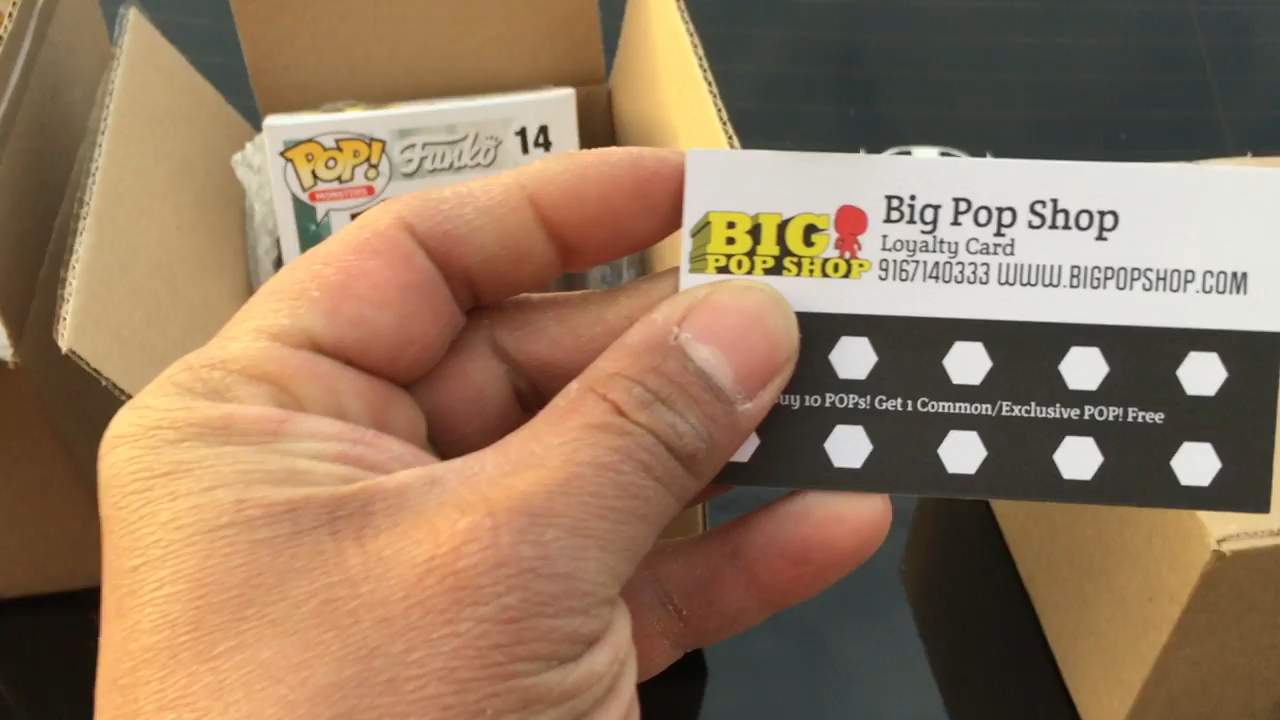 POP! Funko 14
MONSTERS
BIG
POP SHOP
Big Pop Shop
Loyalty Card
9167140333 WWW.BIGPOPSHOP.COM
uy 10 POPs! Get 1 Common/Exclusive POP! Free